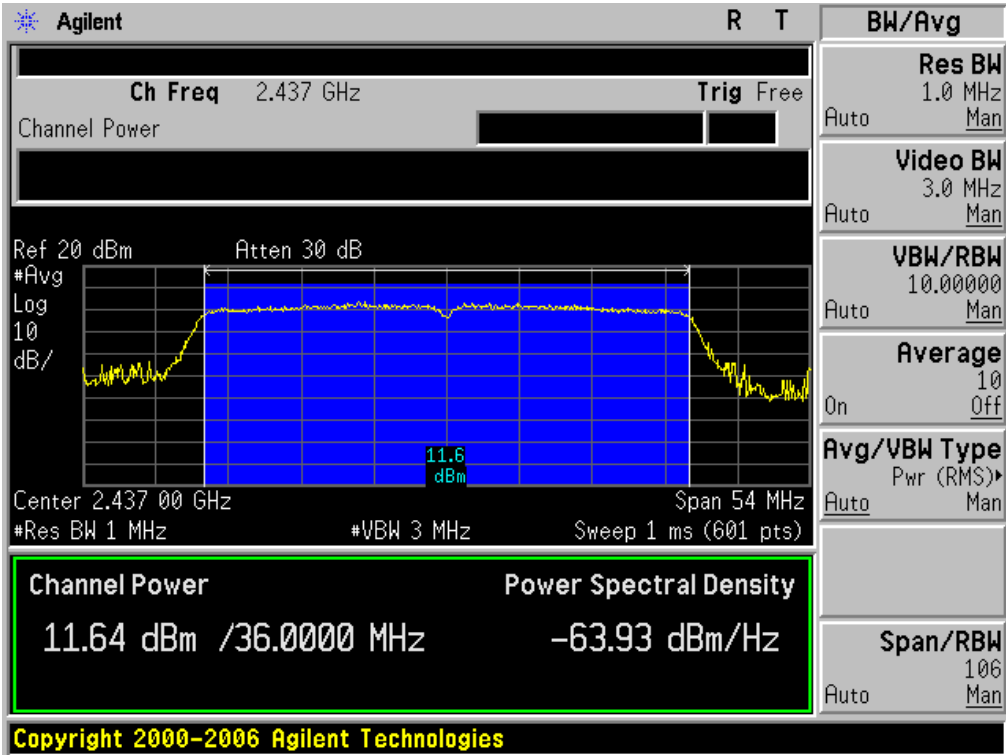 Agilent R T BW/Avg
Ch Freq 2.437 GHz Trig Free
Channel Power
Res BW
1.0 MHz
Auto Man
Video BW
3.0 MHz
Auto Man
VBW/RBW
10.00000
Auto Man
Average
10
On Off
Avg/VBW Type
Pwr (RMS)▸
Auto Man
Span/RBW
106
Auto Man
Ref 20 dBm Atten 30 dB
#Avg
Log
10
dB/
11.6
dBm
Center 2.437 00 GHz Span 54 MHz
#Res BW 1 MHz #VBW 3 MHz Sweep 1 ms (601 pts)
Channel Power Power Spectral Density
11.64 dBm /36.0000 MHz -63.93 dBm/Hz
Copyright 2000-2006 Agilent Technologies